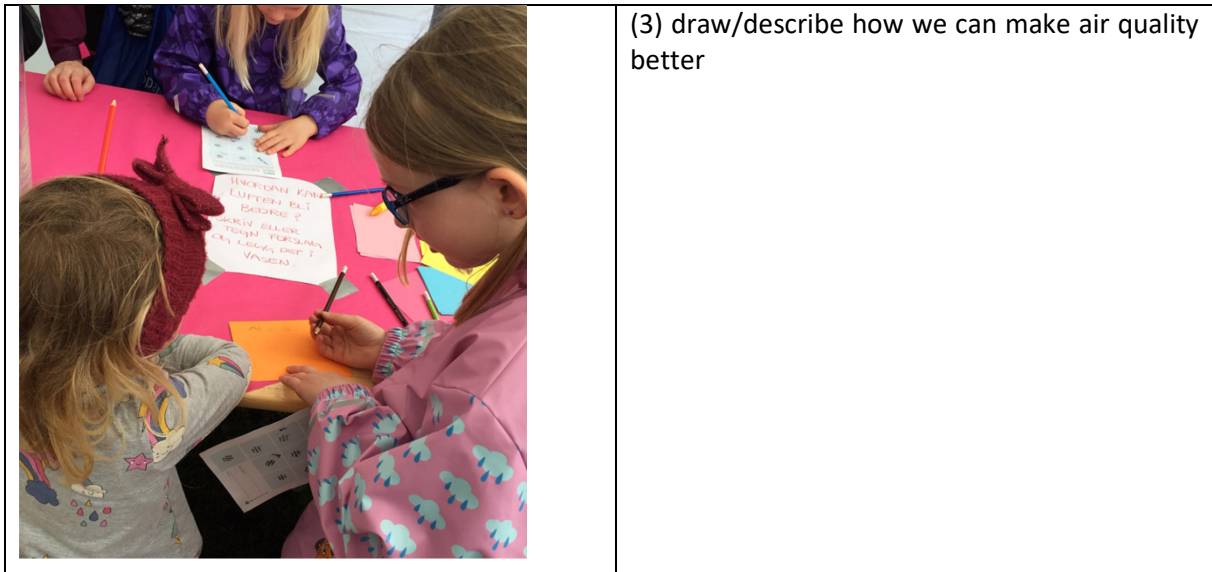 (3) draw/describe how we can make air quality
better
HVORDAN KAN
LUFTEN BLI
BEDRE?
SKRIV ELLER
TEGN FORSLAG
OG LEGG DET I
VASEN.